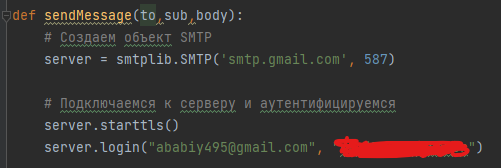 def sendMessage(to,sub,body):
# Создаем объект SMTP
server = smtplib.SMTP('smtp.gmail.com', 587)
# Подключаемся к серверу и аутентифицируемся
server.starttls()
server.login("ababiy495@gmail.com", ")